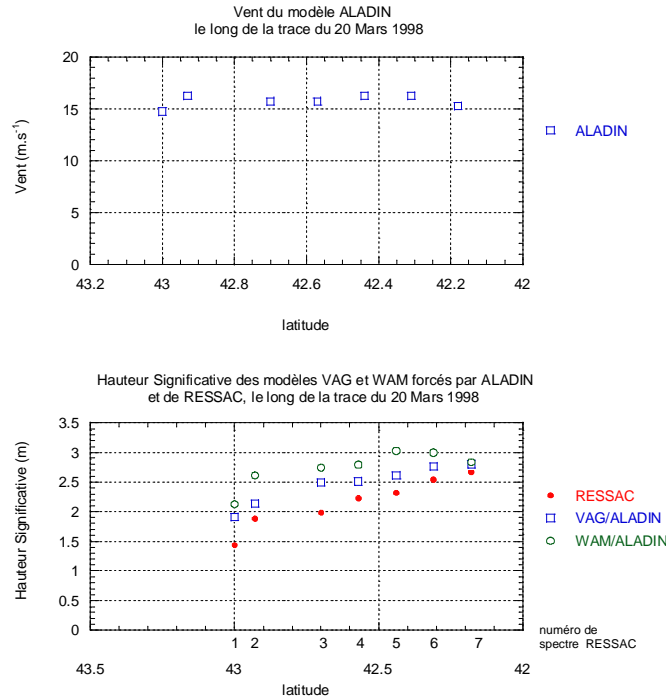 Vent du modèle ALADIN
le long de la trace du 20 Mars 1998
20
15
10
5
0
Vent (m.s-1)
43.2 43 42.8 42.6 42.4 42.2 42
latitude
ALADIN
Hauteur Significative des modèles VAG et WAM forcés par ALADIN
et de RESSAC, le long de la trace du 20 Mars 1998
3.5
3
2.5
2
1.5
1
0.5
0
Hauteur Significative (m)
RESSAC
VAG/ALADIN
WAM/ALADIN
1 2 3 4 5 6 7
numéro de
spectre RESSAC
43.5 43 42.5 42
latitude